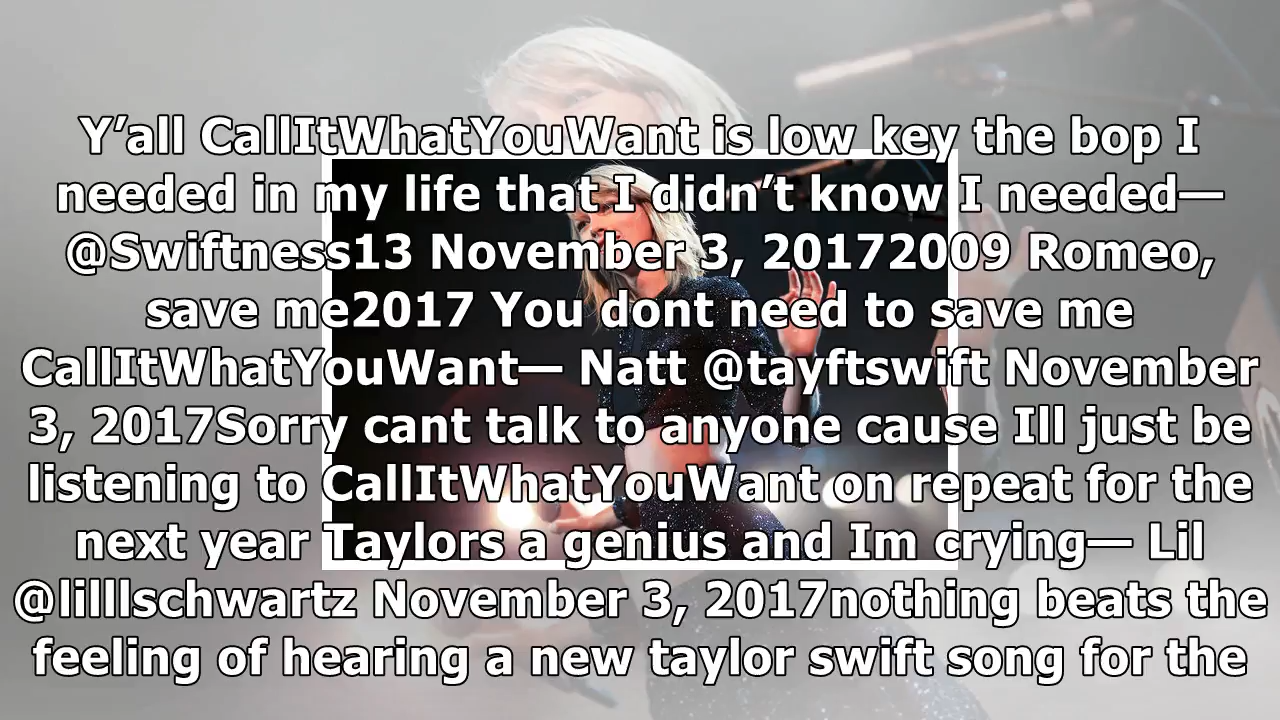 Y’all CallItWhatYouWant is low key the bop I
needed in my life that I didn’t know I needed—
@Swiftness13 November 3, 20172009 Romeo,
save me2017 You dont need to save me
CallItWhatYouWant— Natt @tayftswift November
3, 2017Sorry cant talk to anyone cause Ill just be
listening to CallItWhatYouWant on repeat for the
next year Taylors a genius and Im crying— Lil
@lilllschwartz November 3, 2017nothing beats the
feeling of hearing a new taylor swift song for the